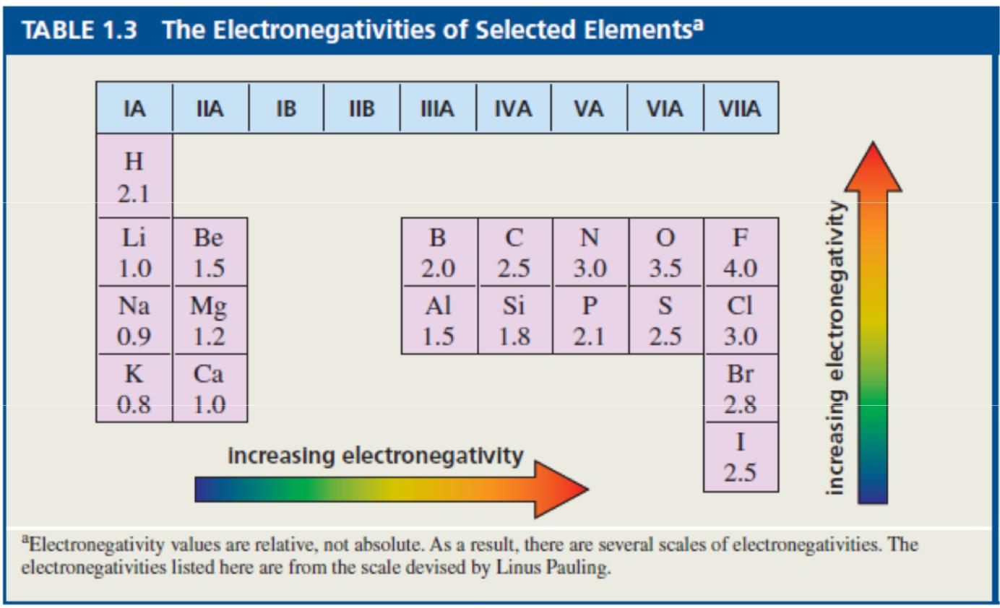 TABLE 1.3 The Electronegativities of Selected Elementsᵃ
IA IIA IB IIB IIIA IVA VA VIA VIIA
H
2.1
Li Be B C N O F
1.0 1.5 2.0 2.5 3.0 3.5 4.0
Na Mg Al Si P S Cl
0.9 1.2 1.5 1.8 2.1 2.5 3.0
K Ca Br
0.8 1.0 2.8
I
2.5
increasing electronegativity
increasing electronegativity
ᵃElectronegativity values are relative, not absolute. As a result, there are several scales of electronegativities. The
electronegativities listed here are from the scale devised by Linus Pauling.